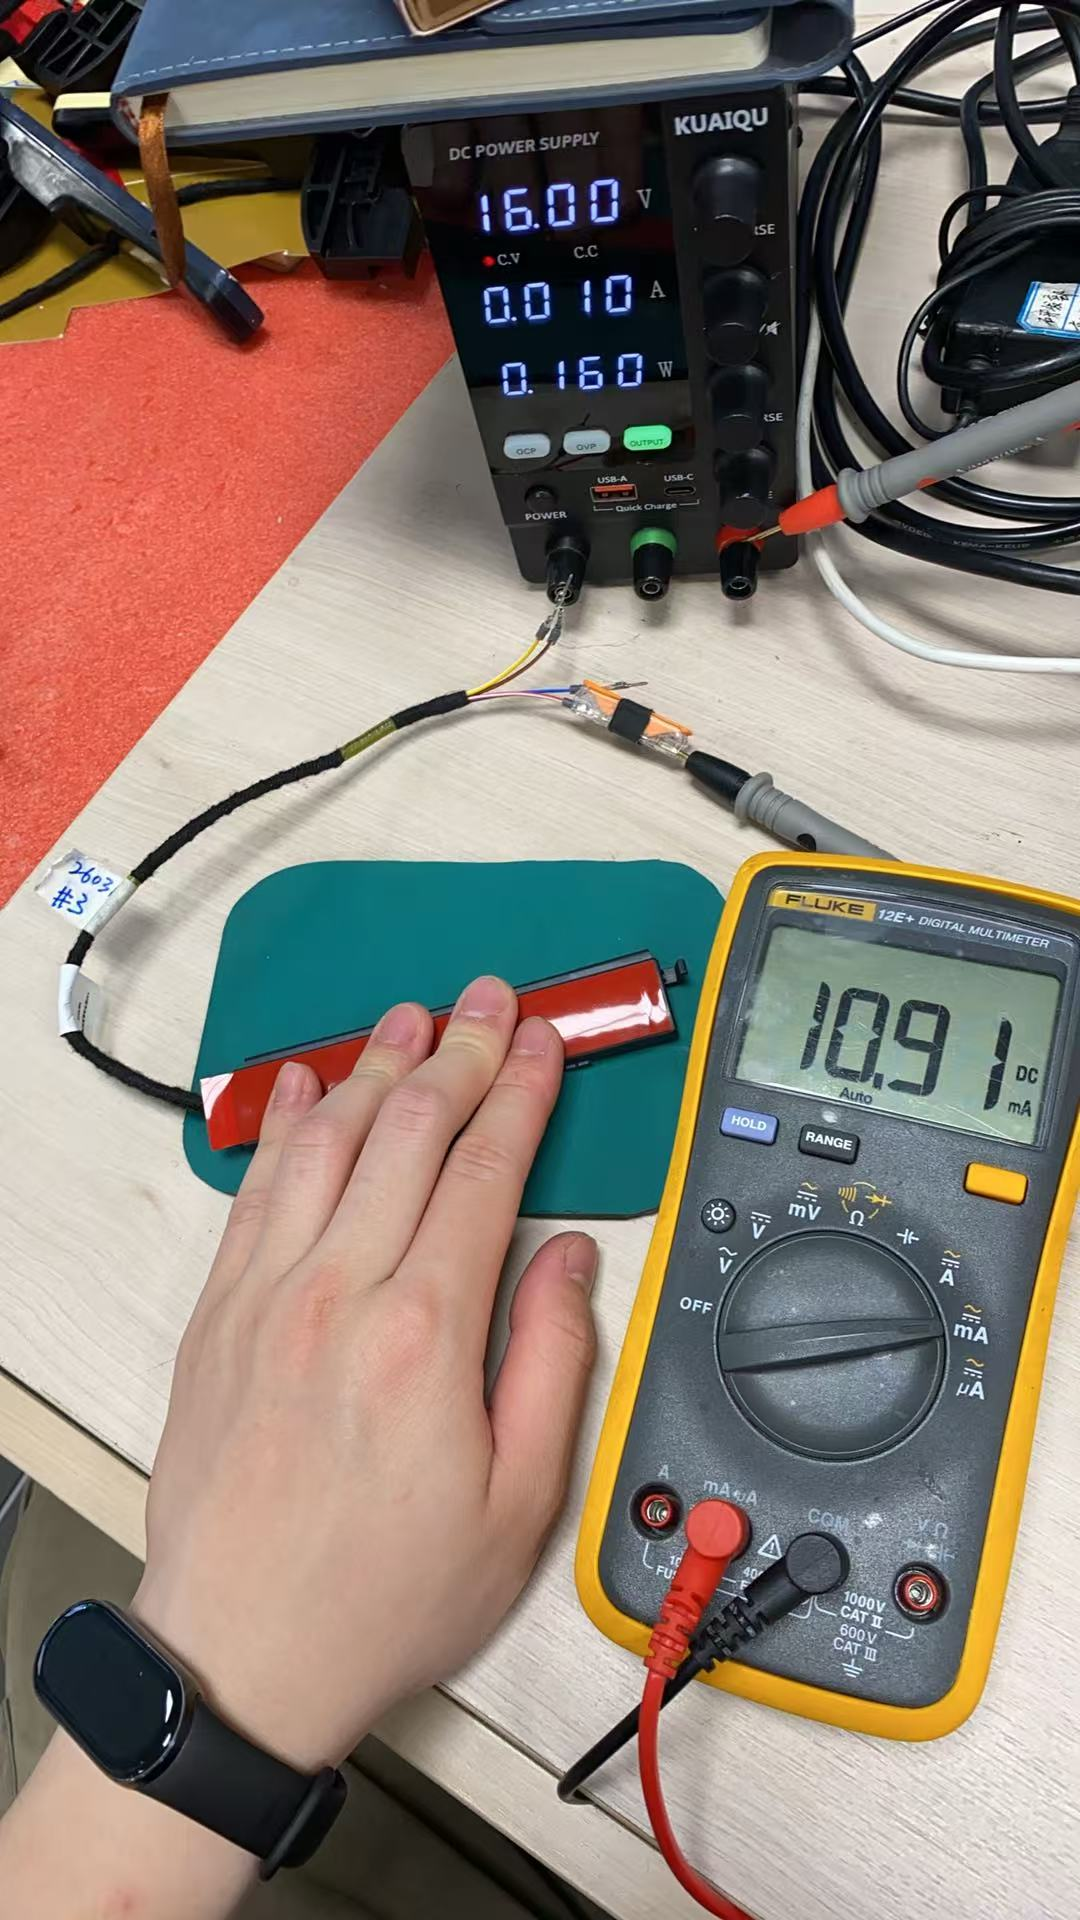 KUAIQU
DC POWER SUPPLY
16.00 V
C.V C.C
0.010 A
0.160 W
OCP OVP OUTPUT
USB-A USB-C
Quick Charge
POWER
RSE
RSE
E
2603
#3
FLUKE 12E+ DIGITAL MULTIMETER
10.91 DC
Auto mA
HOLD
RANGE
mV
Ω
V
V
A
OFF
mA
µA
A
mA µA
COM
V Ω
1000V
CAT II
600V
CAT III